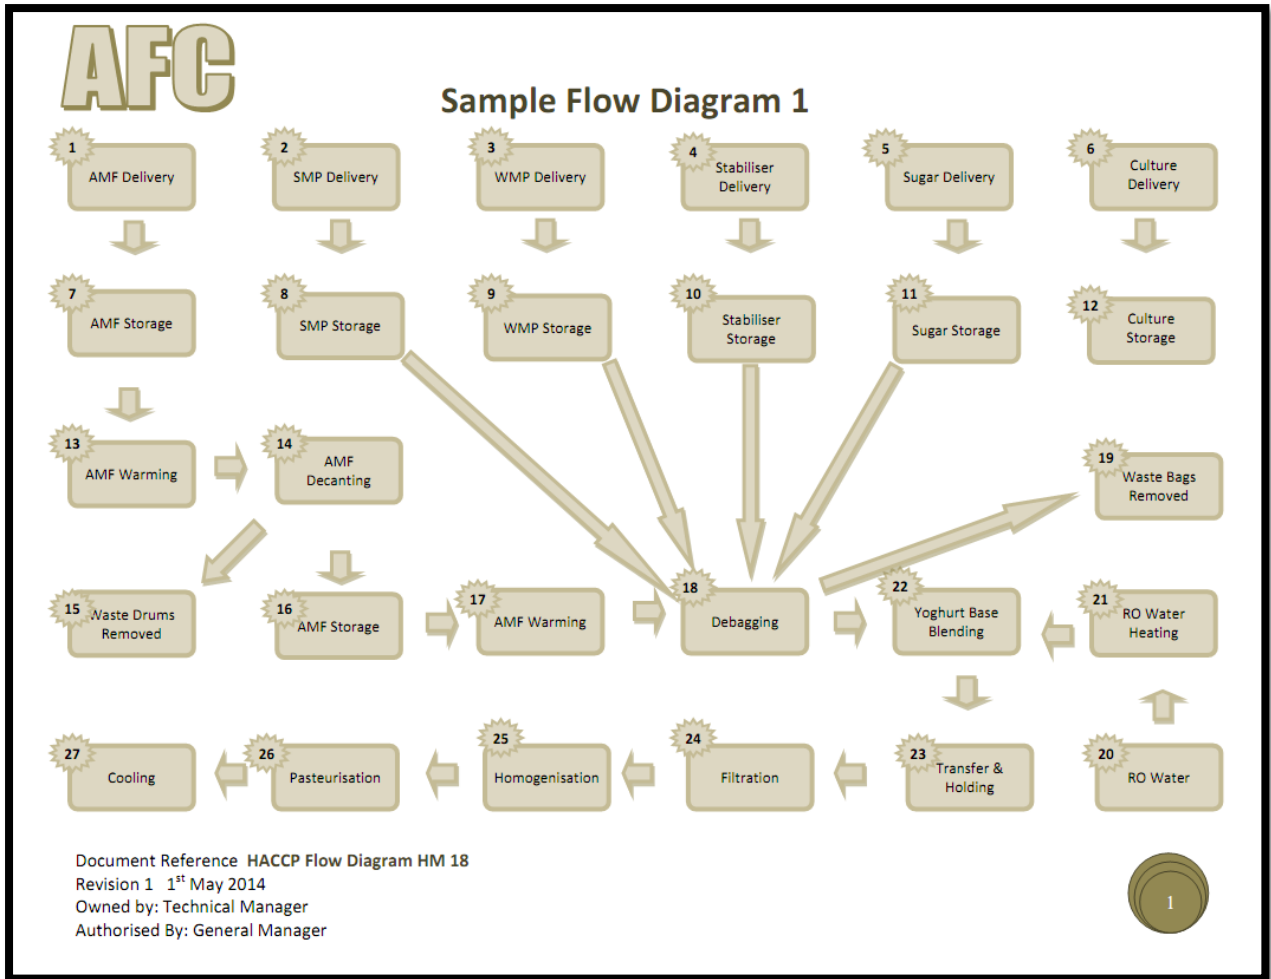 AFC
Sample Flow Diagram 1
1
AMF Delivery
2
SMP Delivery
3
WMP Delivery
4
Stabiliser
Delivery
5
Sugar Delivery
6
Culture
Delivery
7
AMF Storage
8
SMP Storage
9
WMP Storage
10
Stabiliser
Storage
11
Sugar Storage
12
Culture
Storage
13
AMF Warming
14
AMF
Decanting
19
Waste Bags
Removed
15
Waste Drums
Removed
16
AMF Storage
17
AMF Warming
18
Debagging
22
Yoghurt Base
Blending
21
RO Water
Heating
27
Cooling
26
Pasteurisation
25
Homogenisation
24
Filtration
23
Transfer &
Holding
20
RO Water
Document Reference HACCP Flow Diagram HM 18
Revision 1 1st May 2014
Owned by: Technical Manager
Authorised By: General Manager
1